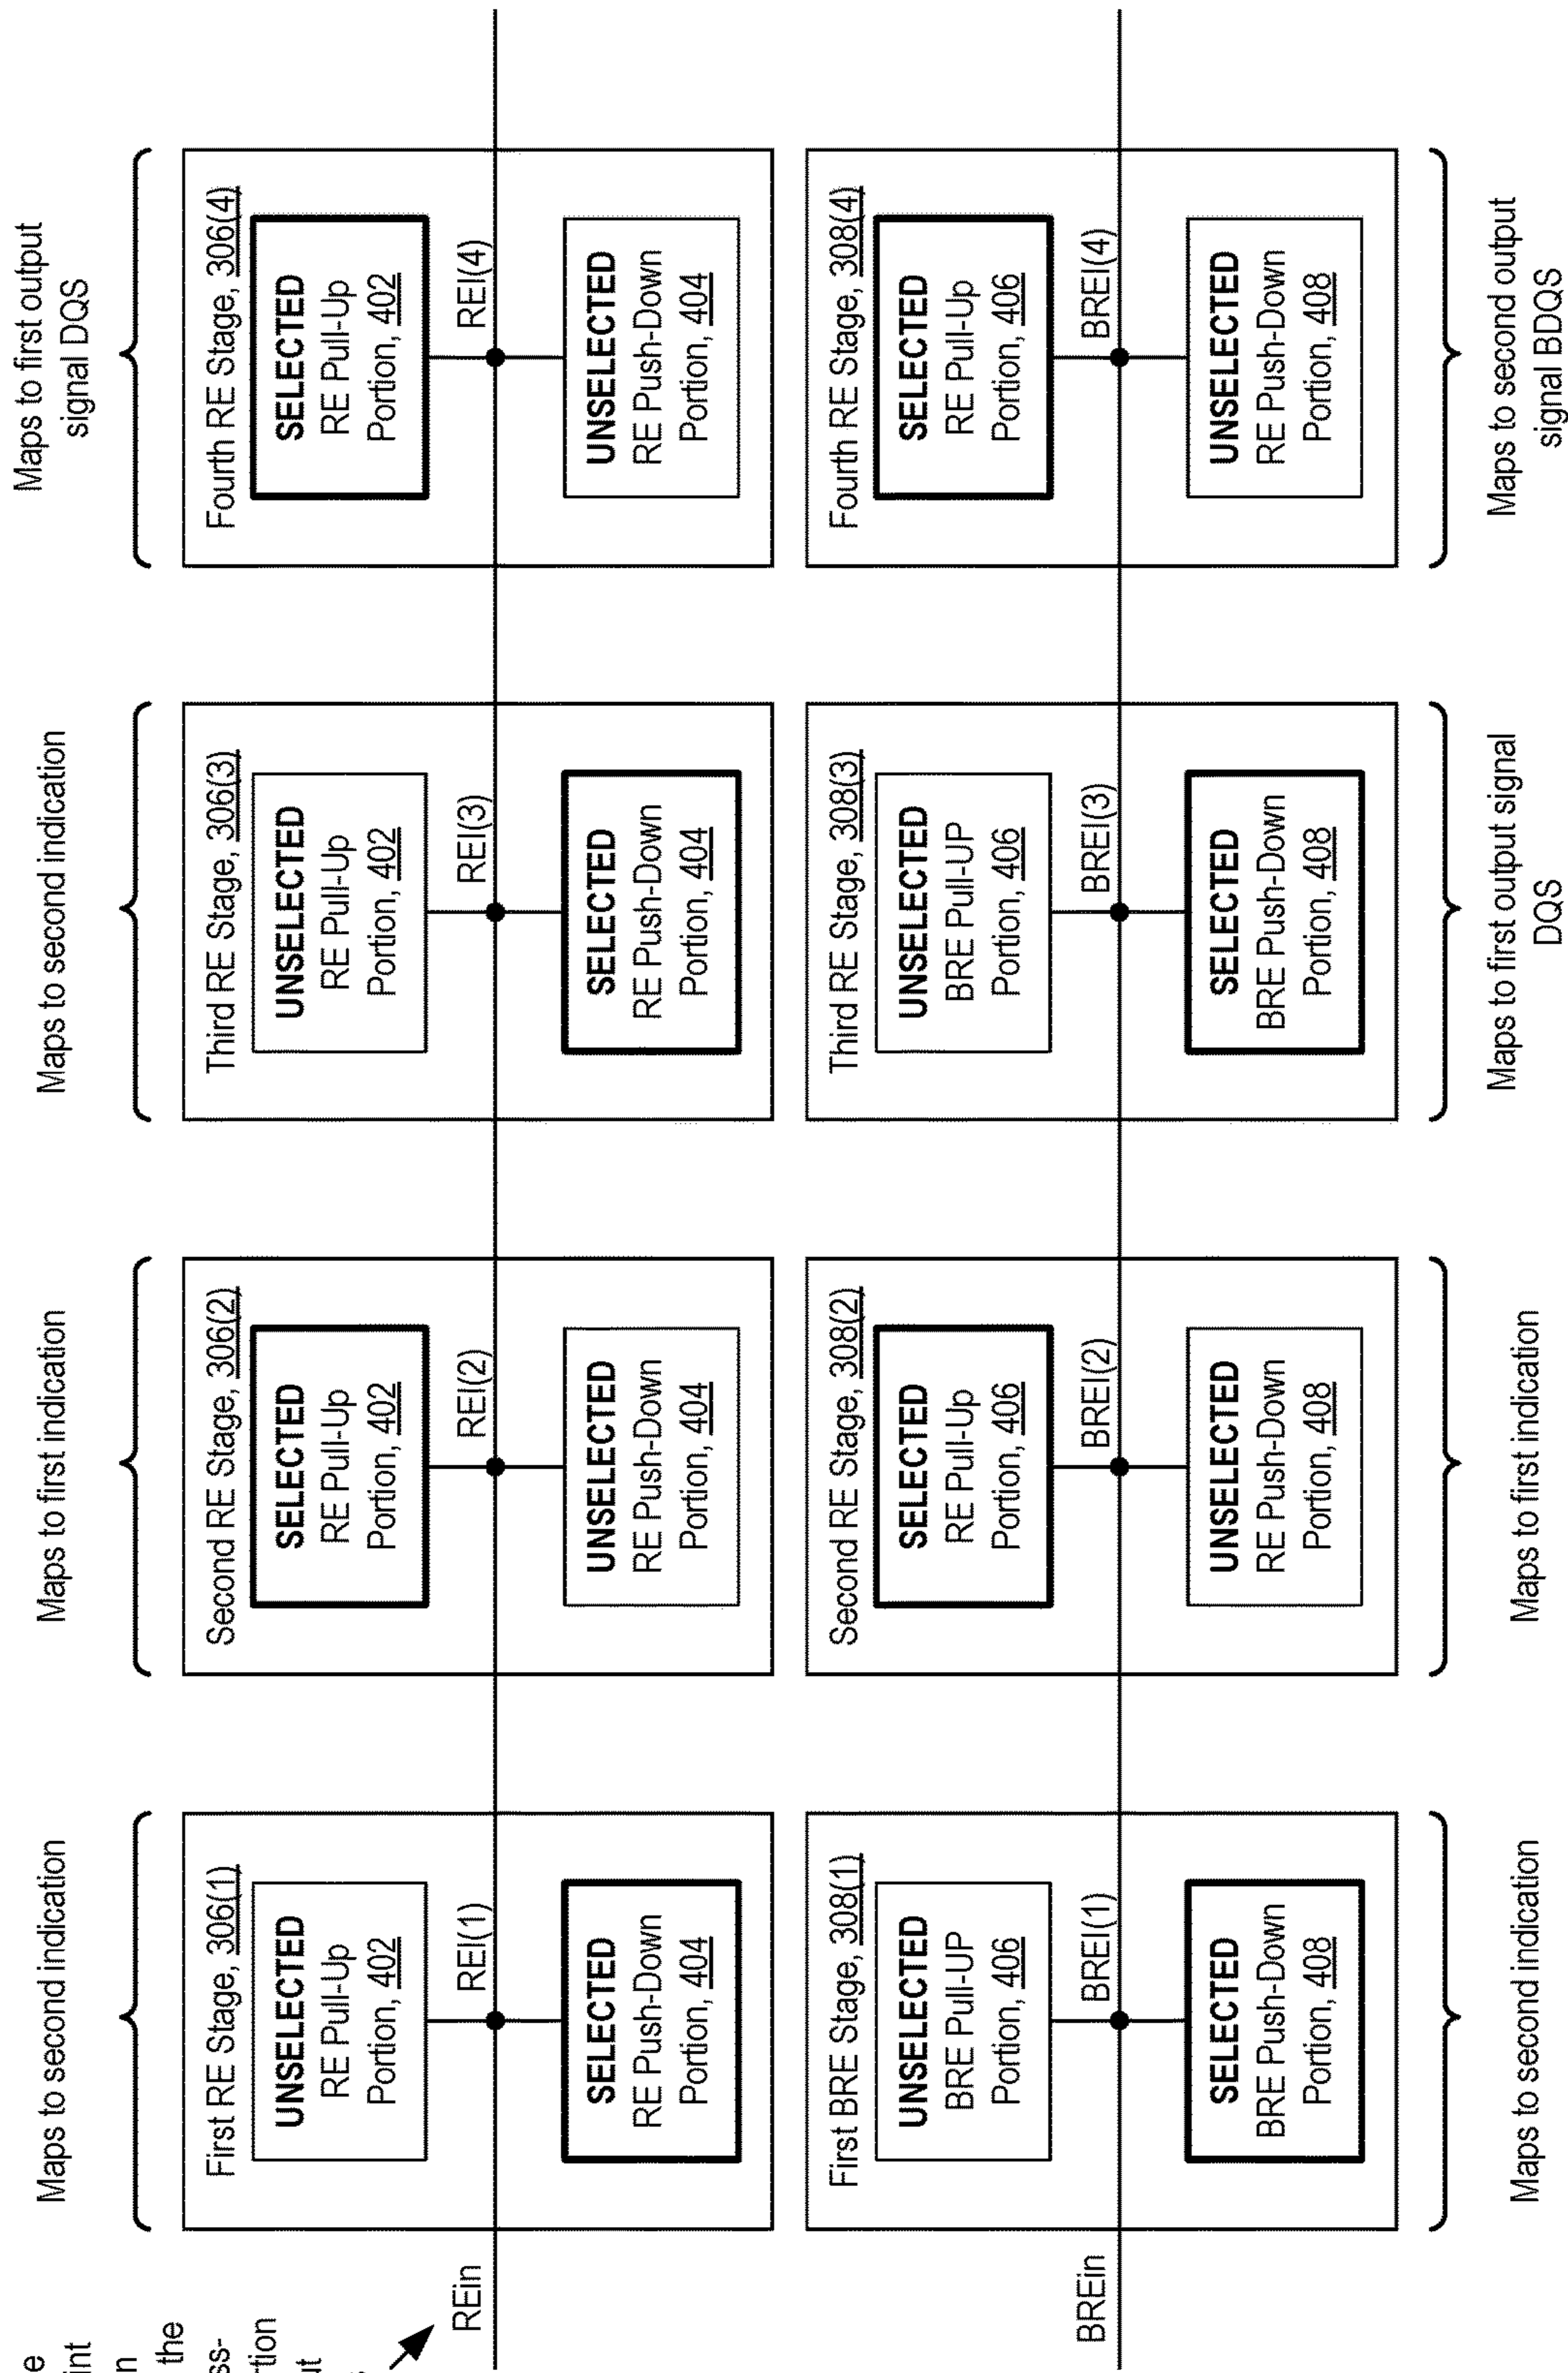 Maps to second indication
Maps to first indication
Maps to second indication
Maps to first output
signal DQS
First RE Stage, 306(1)
UNSELECTED
RE Pull-Up
Portion, 402
REI(1)
SELECTED
RE Push-Down
Portion, 404
Second RE Stage, 306(2)
SELECTED
RE Pull-Up
Portion, 402
REI(2)
UNSELECTED
RE Push-Down
Portion, 404
Third RE Stage, 306(3)
UNSELECTED
RE Pull-Up
Portion, 402
REI(3)
SELECTED
RE Push-Down
Portion, 404
Fourth RE Stage, 306(4)
SELECTED
RE Pull-Up
Portion, 402
REI(4)
UNSELECTED
RE Push-Down
Portion, 404
the
REin
First BRE Stage, 308(1)
UNSELECTED
BRE Pull-UP
Portion, 406
BREI(1)
SELECTED
BRE Push-Down
Portion, 408
Second RE Stage, 308(2)
SELECTED
RE Pull-Up
Portion, 406
BREI(2)
UNSELECTED
RE Push-Down
Portion, 408
Third RE Stage, 308(3)
UNSELECTED
BRE Pull-UP
Portion, 406
BREI(3)
SELECTED
BRE Push-Down
Portion, 408
Fourth RE Stage, 308(4)
SELECTED
RE Pull-Up
Portion, 406
BREI(4)
UNSELECTED
RE Push-Down
Portion, 408
BREin
Maps to second indication
Maps to first indication
Maps to first output signal
DQS
Maps to second output
signal BDQS